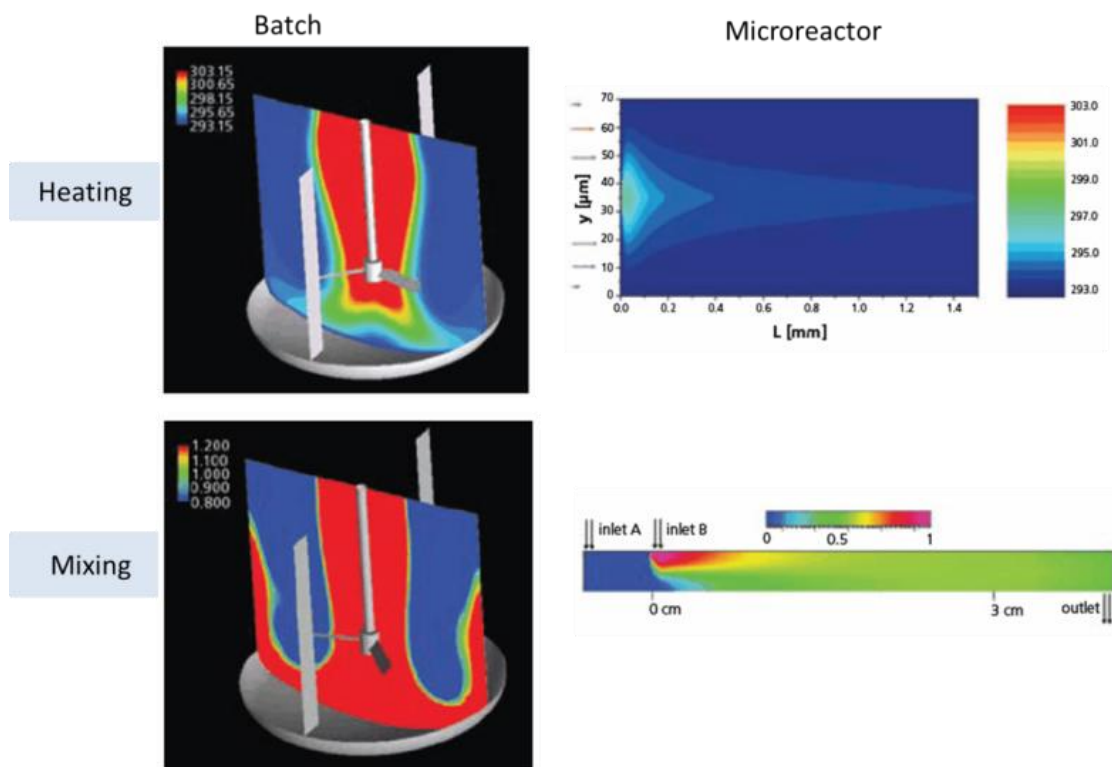 Batch
Microreactor
Heating
303.15
300.65
298.15
295.65
293.15
70
60
50
40
30
20
10
0
y [µm]
0.0 0.2 0.4 0.6 0.8 1.0 1.2 1.4
L [mm]
303.0
301.0
299.0
297.0
295.0
293.0
Mixing
1.200
1.100
1.000
0.900
0.800
inlet A
inlet B
0 0.5 1
0 cm
3 cm
outlet